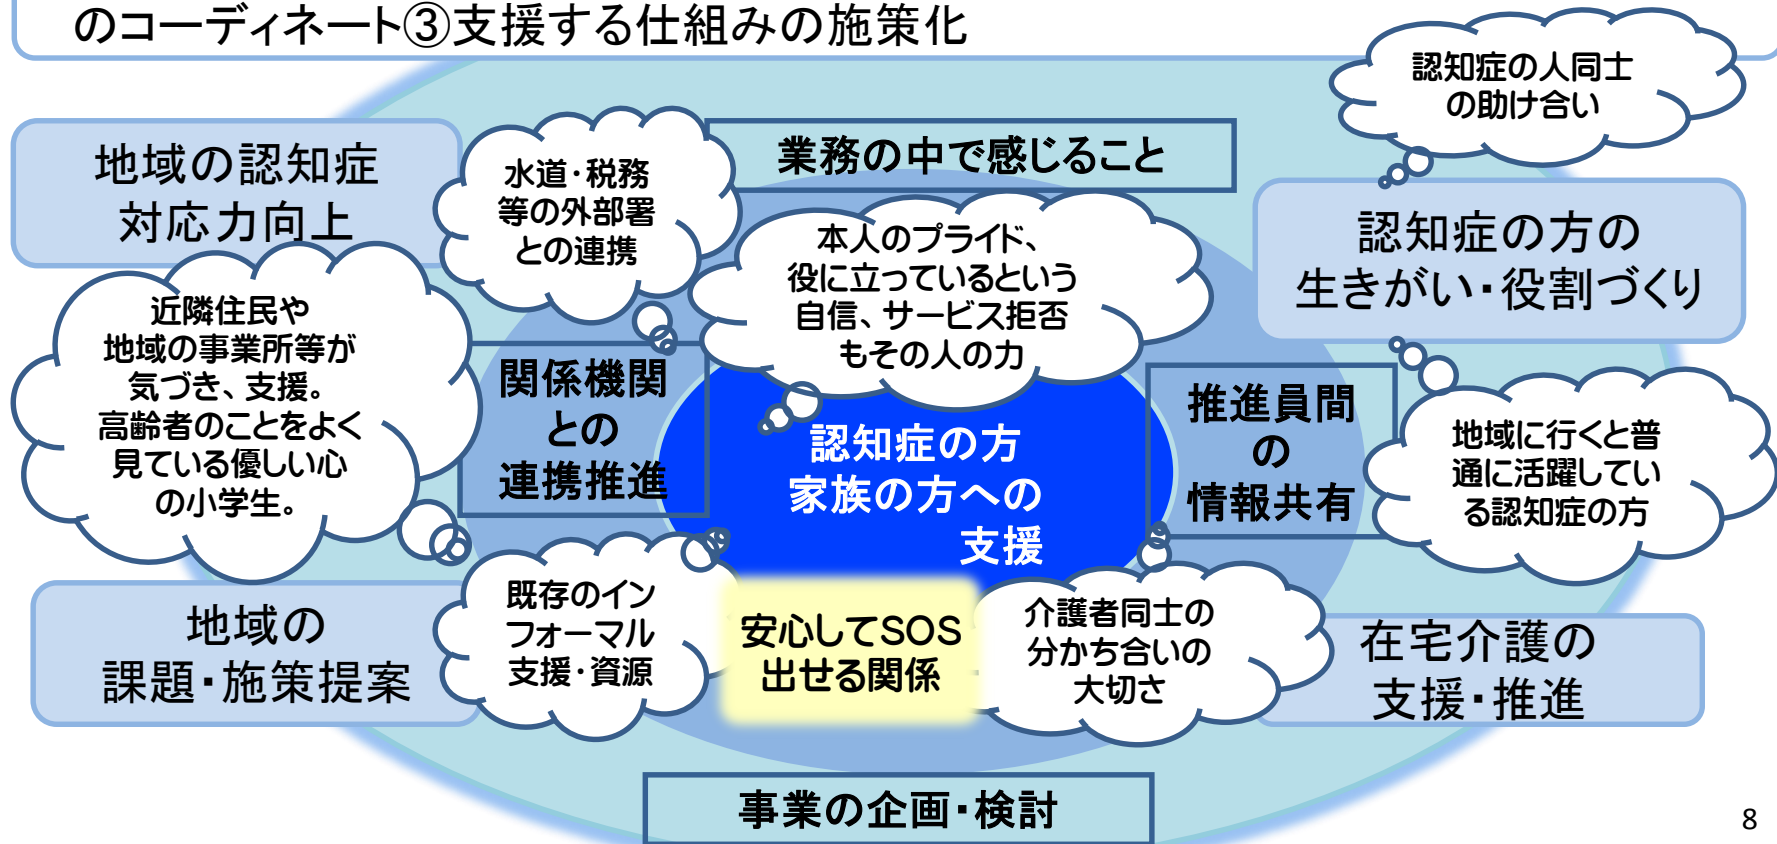 のコーディネート③支援する仕組みの施策化
認知症の人同士
の助け合い
地域の認知症
対応力向上
水道･税務
等の外部署
との連携
業務の中で感じること
認知症の方の
生きがい・役割づくり
本人のプライド、
役に立っているという
自信、サービス拒否
もその人の力
近隣住民や
地域の事業所等が
気づき、支援。
高齢者のことをよく
見ている優しい心
の小学生。
関係機関
との
連携推進
認知症の方
家族の方への
支援
推進員間
の
情報共有
地域に行くと普
通に活躍してい
る認知症の方
地域の
課題・施策提案
既存のイン
フォーマル
支援･資源
安心してSOS
出せる関係
介護者同士の
分かち合いの
大切さ
在宅介護の
支援・推進
事業の企画・検討
8